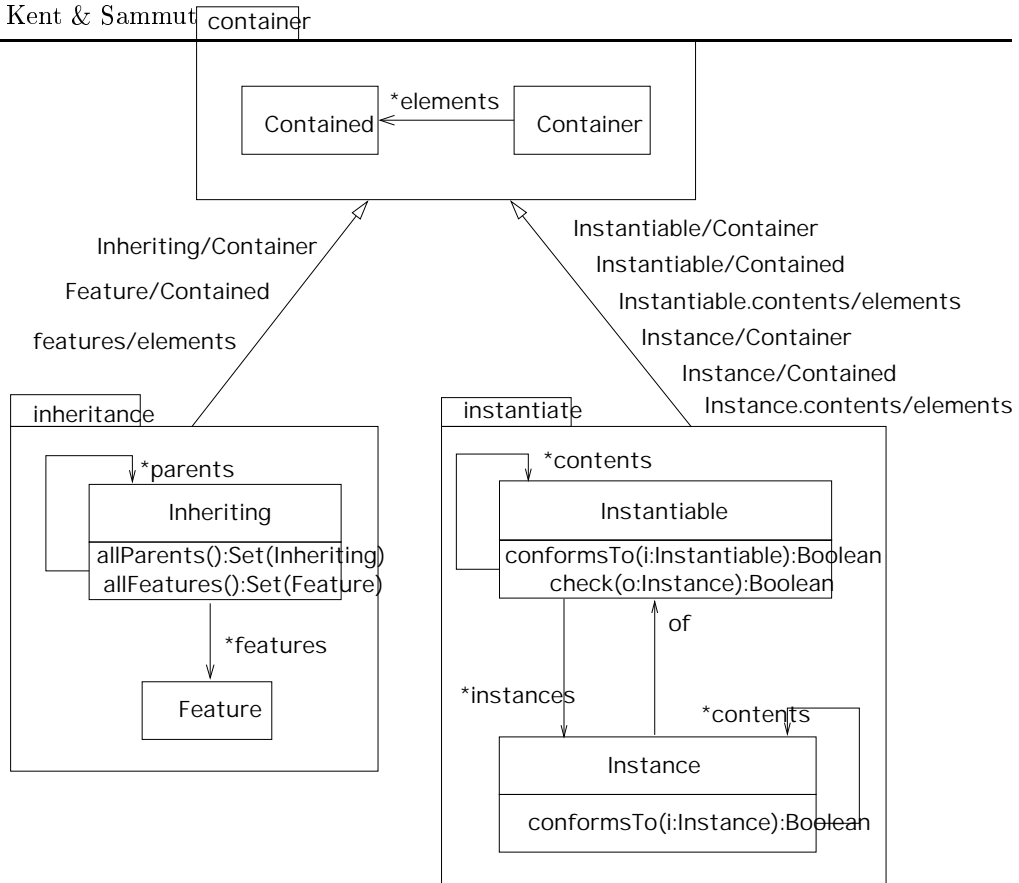 Kent & Sammut
container
*elements
Contained
Container
Inheriting/Container
Feature/Contained
features/elements
Instantiable/Container
Instantiable/Contained
Instantiable.contents/elements
Instance/Container
Instance/Contained
Instance.contents/elements
inheritance
*parents
Inheriting
allParents():Set(Inheriting)
allFeatures():Set(Feature)
*features
Feature
instantiate
*contents
Instantiable
conformsTo(i:Instantiable):Boolean
check(o:Instance):Boolean
of
*instances
*contents
Instance
conformsTo(i:Instance):Boolean